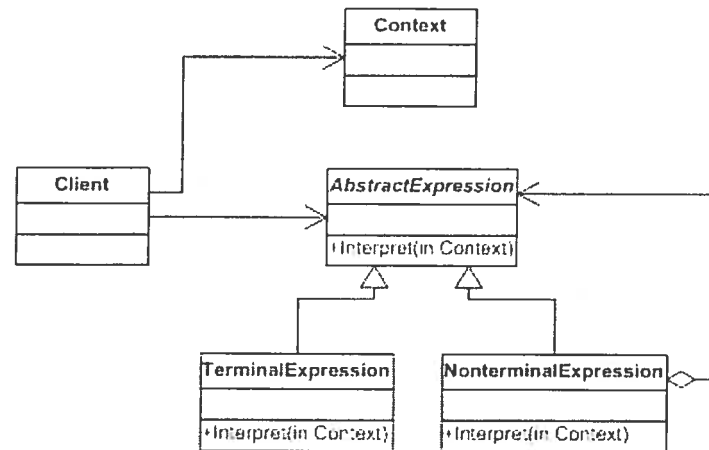 Context
Client
AbstractExpression
+Interpret(in Context)
TerminalExpression
NonterminalExpression
+Interpret(in Context)
+Interpret(in Context)